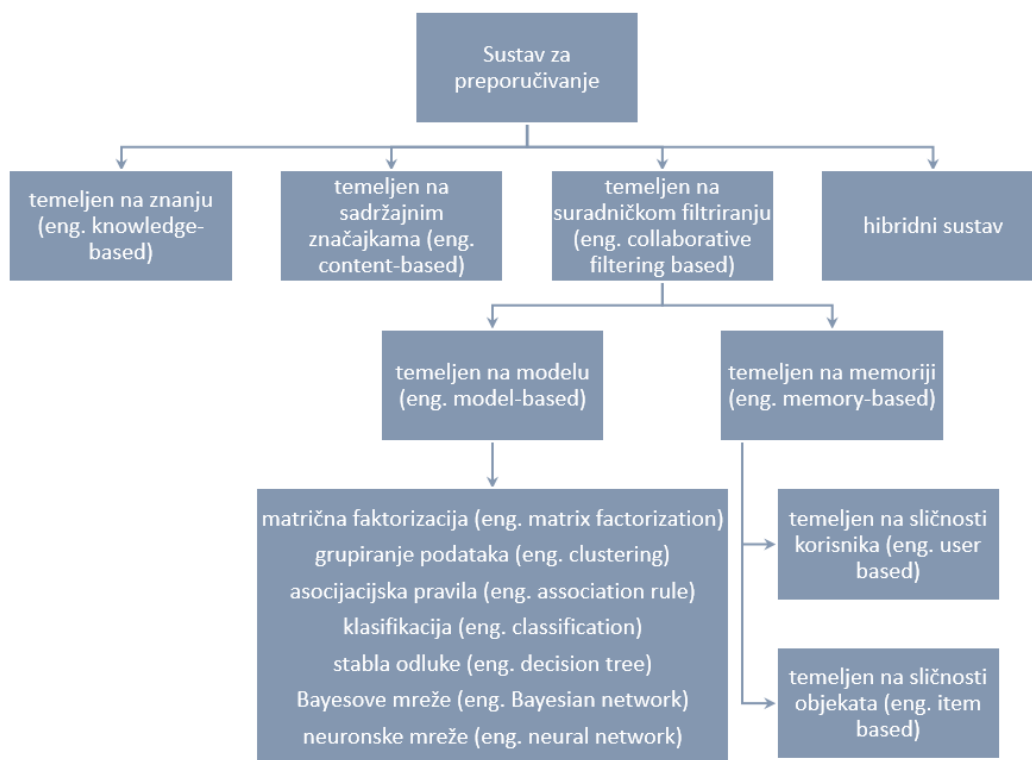 Sustav za
preporučivanje
temeljen na znanju
(eng. knowledge-
based)
temeljen na
sadržajnim
značajkama (eng.
content-based)
temeljen na
suradničkom filtriranju
(eng. collaborative
filtering based)
hibridni sustav
temeljen na modelu
(eng. model-based)
temeljen na memoriji
(eng. memory-based)
matrična faktorizacija (eng. matrix factorization)
grupiranje podataka (eng. clustering)
asocijacijska pravila (eng. association rule)
klasifikacija (eng. classification)
stabla odluke (eng. decision tree)
Bayesove mreže (eng. Bayesian network)
neuronske mreže (eng. neural network)
temeljen na sličnosti
korisnika (eng. user
based)
temeljen na sličnosti
objekata (eng. item
based)